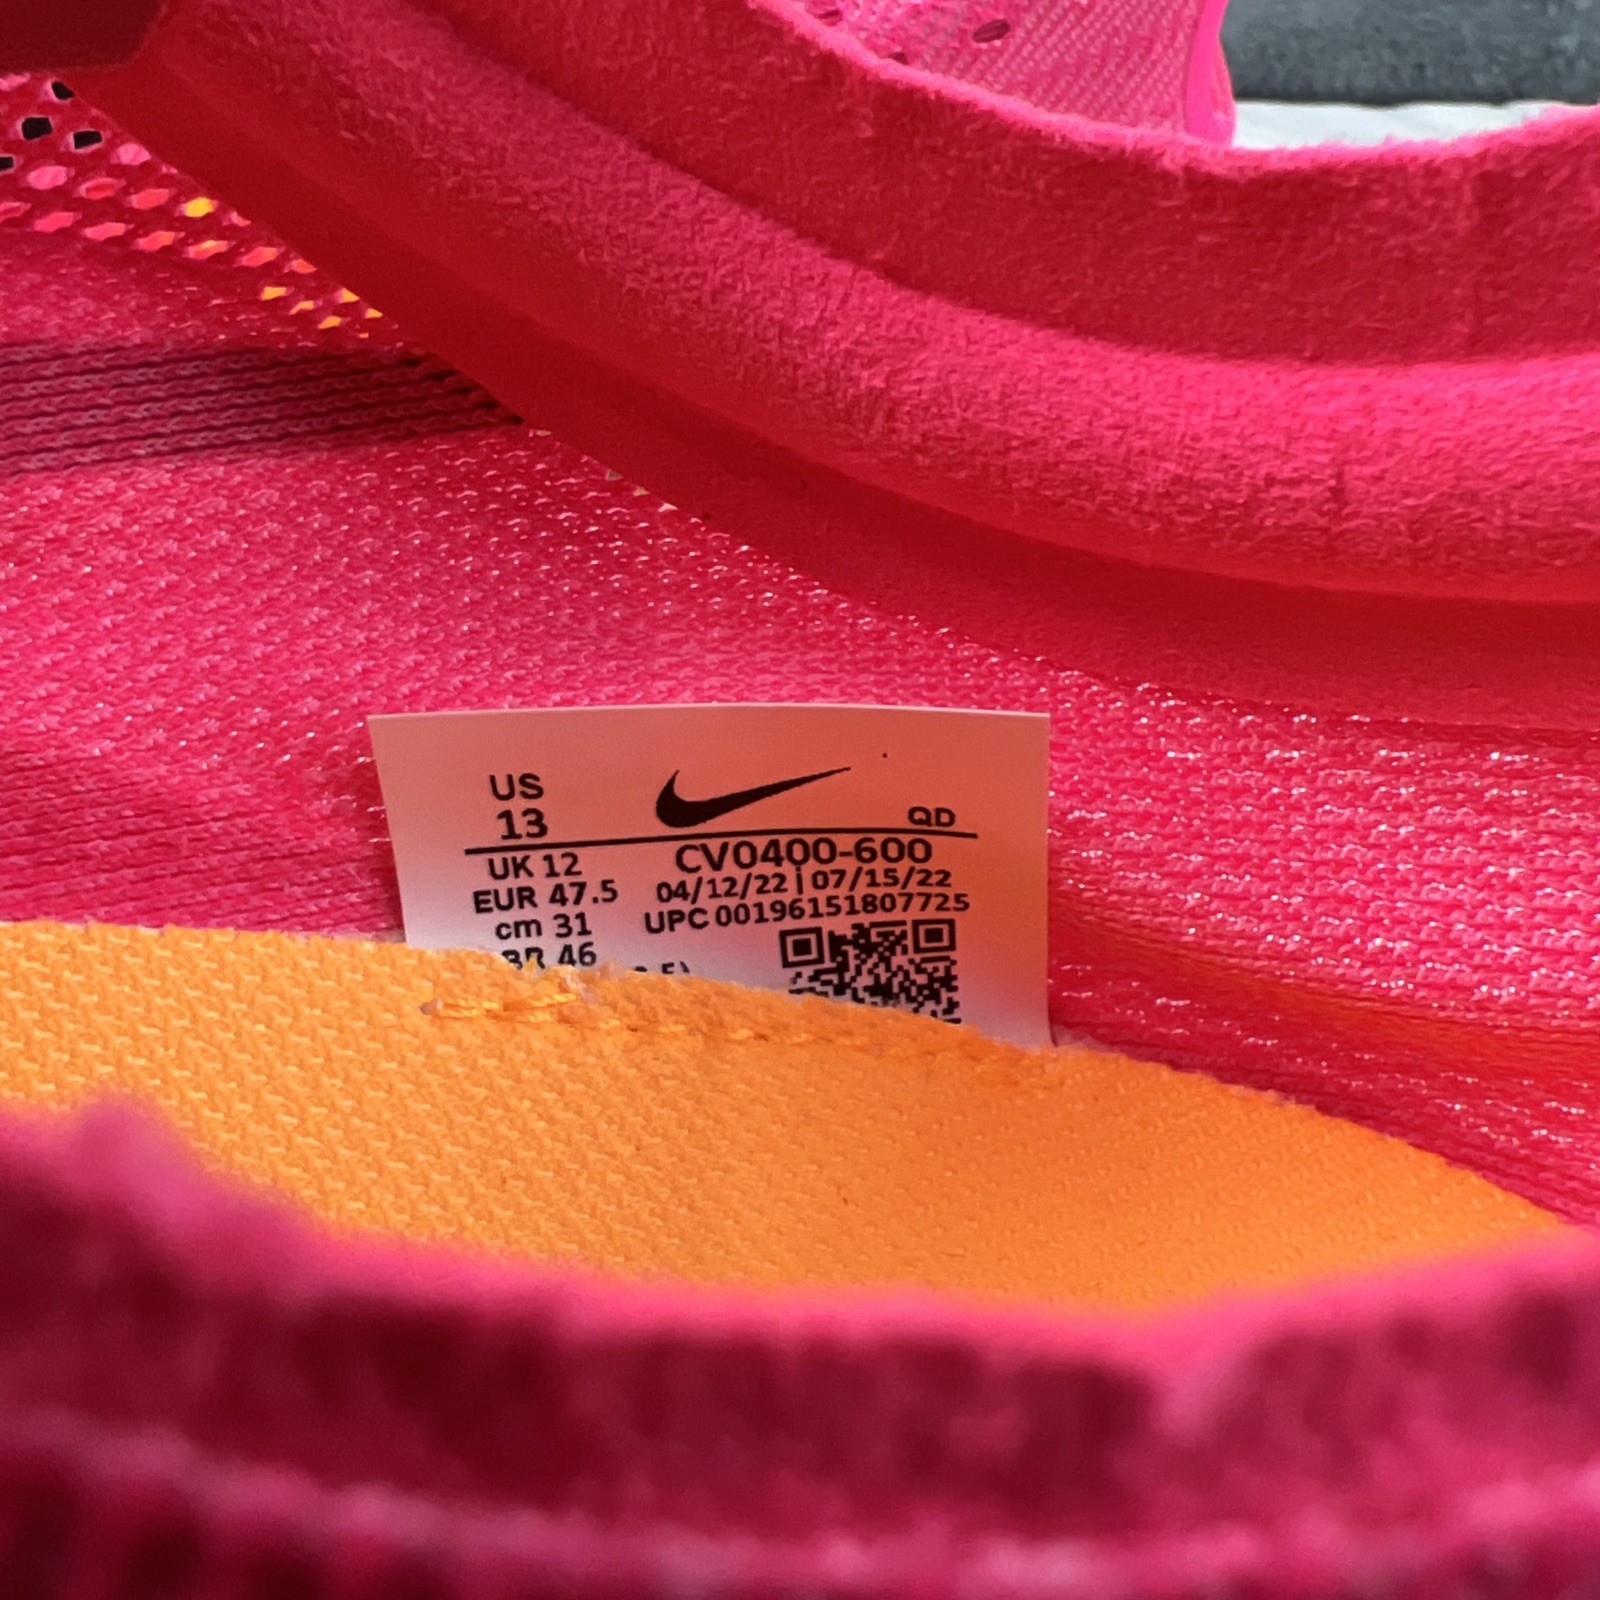 US
13
QD
UK 12
CV0400-600
EUR 47.5
04/12/22 | 07/15/22
cm 31
UPC 00196151807725
BR 46